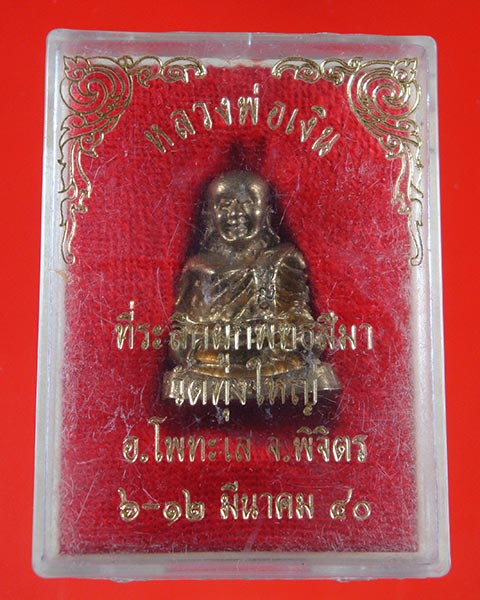 หลวงพ่อเงิน
ที่ระลึกผูกพัทธสีมา
วัดทุ่งใหญ่
อ.โพทะเล จ.พิจิตร
๖-๑๒ มีนาคม ๔๐